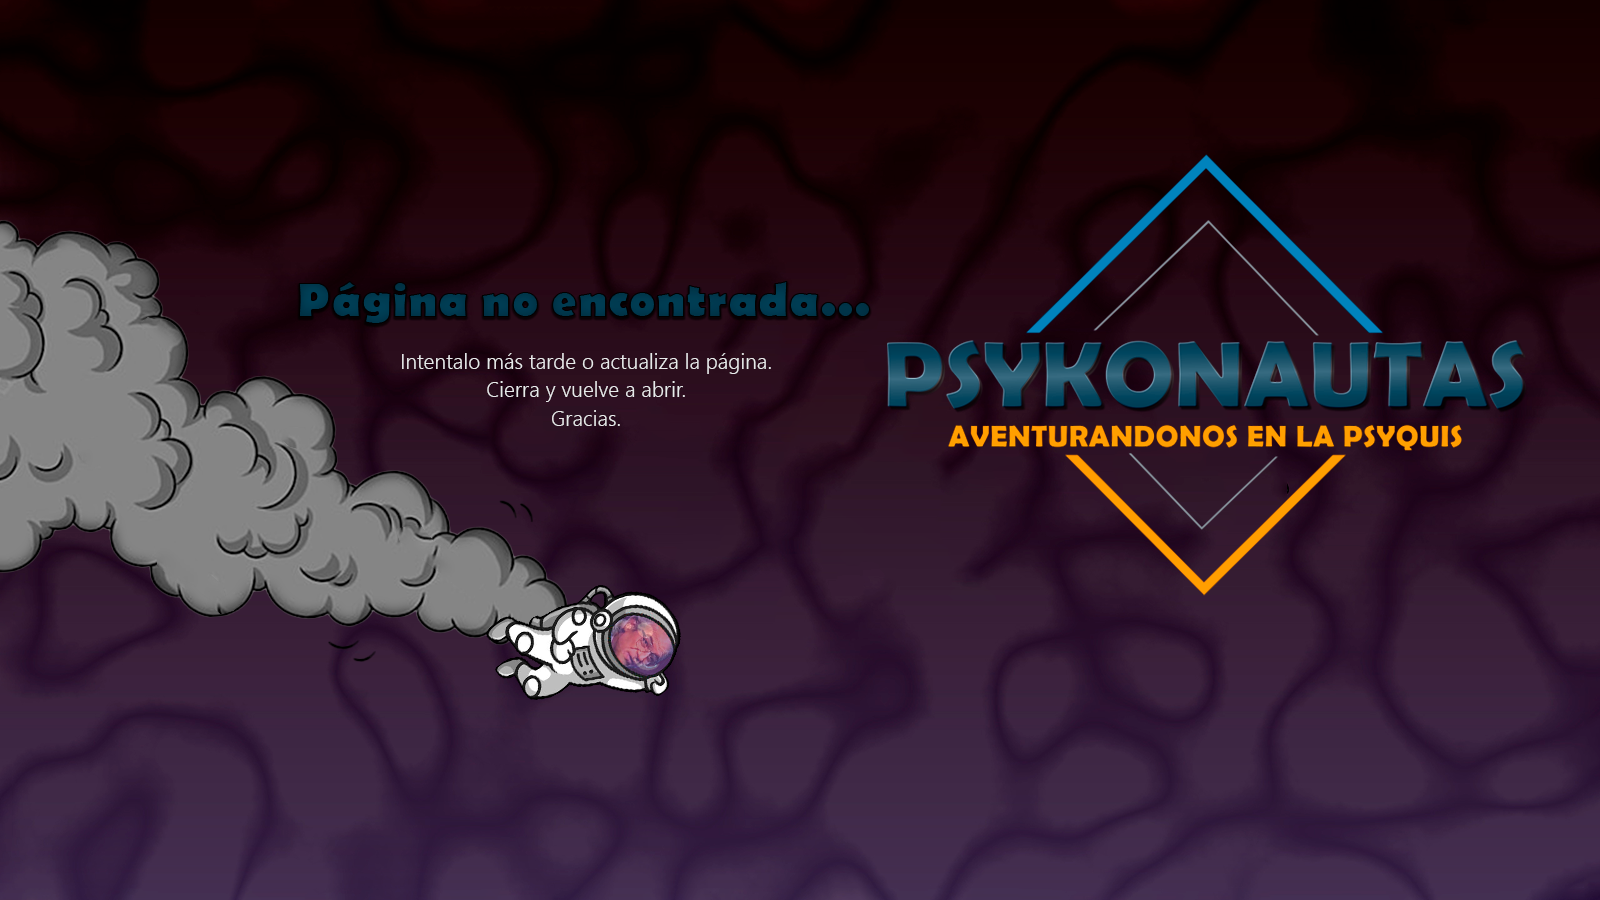 Página no encontrada...
Intentalo más tarde o actualiza la página.
Cierra y vuelve a abrir.
Gracias.
PSYKONAUTAS
AVENTURANDONOS EN LA PSYQUIS